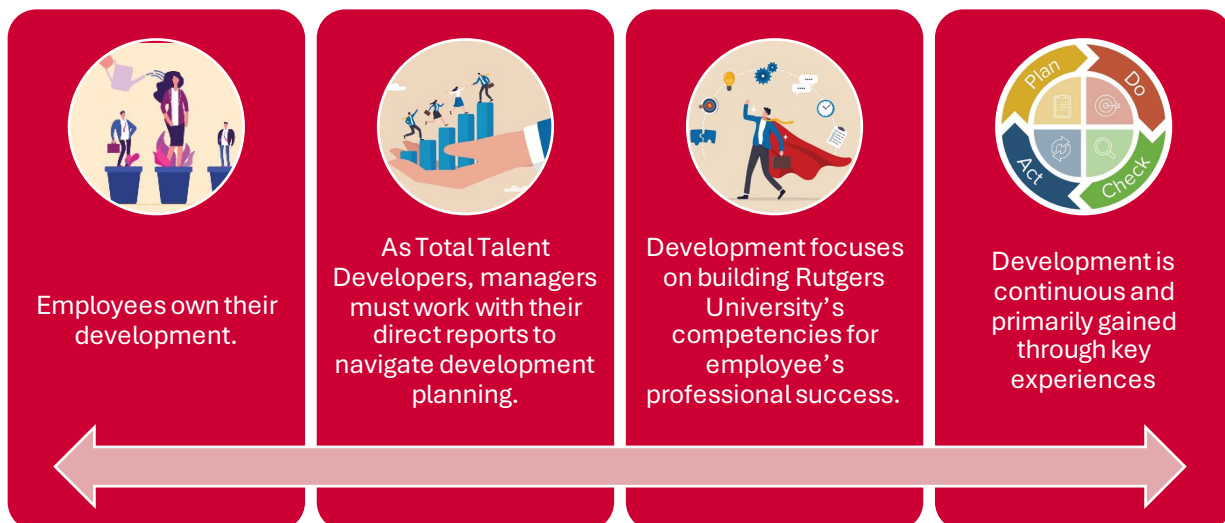 Employees own their
development.
As Total Talent
Developers, managers
must work with their
direct reports to
navigate development
planning.
Development focuses
on building Rutgers
University’s
competencies for
employee’s
professional success.
Plan
Do
Check
Act
Development is
continuous and
primarily gained
through key
experiences